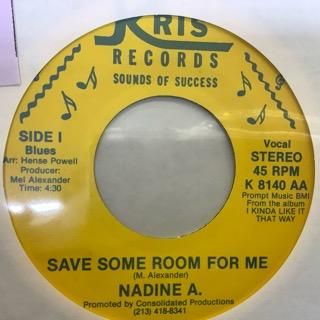 KRIS
RECORDS
SOUNDS OF SUCCESS
SIDE I
Blues
Arr: Hense Powell
Producer:
Mel Alexander
Time: 4:30
Vocal
STEREO
45 RPM
K 8140 AA
Prompt Music BMI
From the album
I KINDA LIKE IT
THAT WAY
SAVE SOME ROOM FOR ME
(M. Alexander)
NADINE A.
Promoted by Consolidated Productions
(213) 418-8341